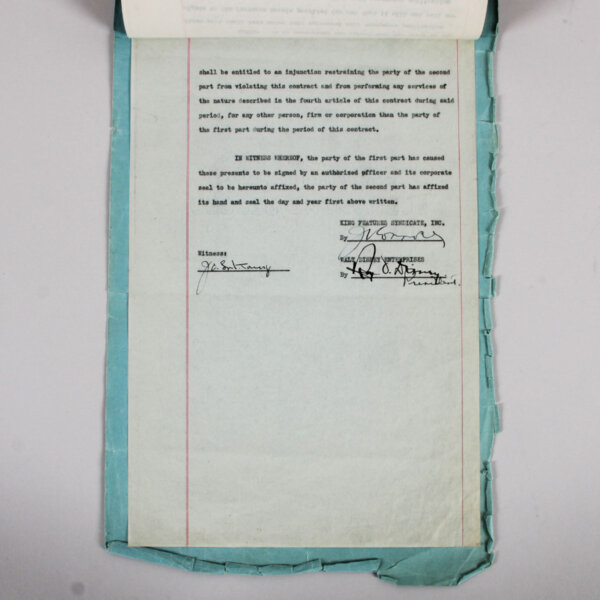 shall be entitled to an injunction restraining the party of the second
part from violating this contract and from performing any services of
the nature described in the fourth article of this contract during said
period, for any other person, firm or corporation than the party of
the first part during the period of this contract.
IN WITNESS WHEREOF, the party of the first part has caused
these presents to be signed by an authorized officer and its corporate
seal to be hereunto affixed, the party of the second part has affixed
its hand and seal the day and year first above written.
KING FEATURES SYNDICATE, INC.
By
Witness:
WALT DISNEY ENTERPRISES
By Roy O. Disney
President.